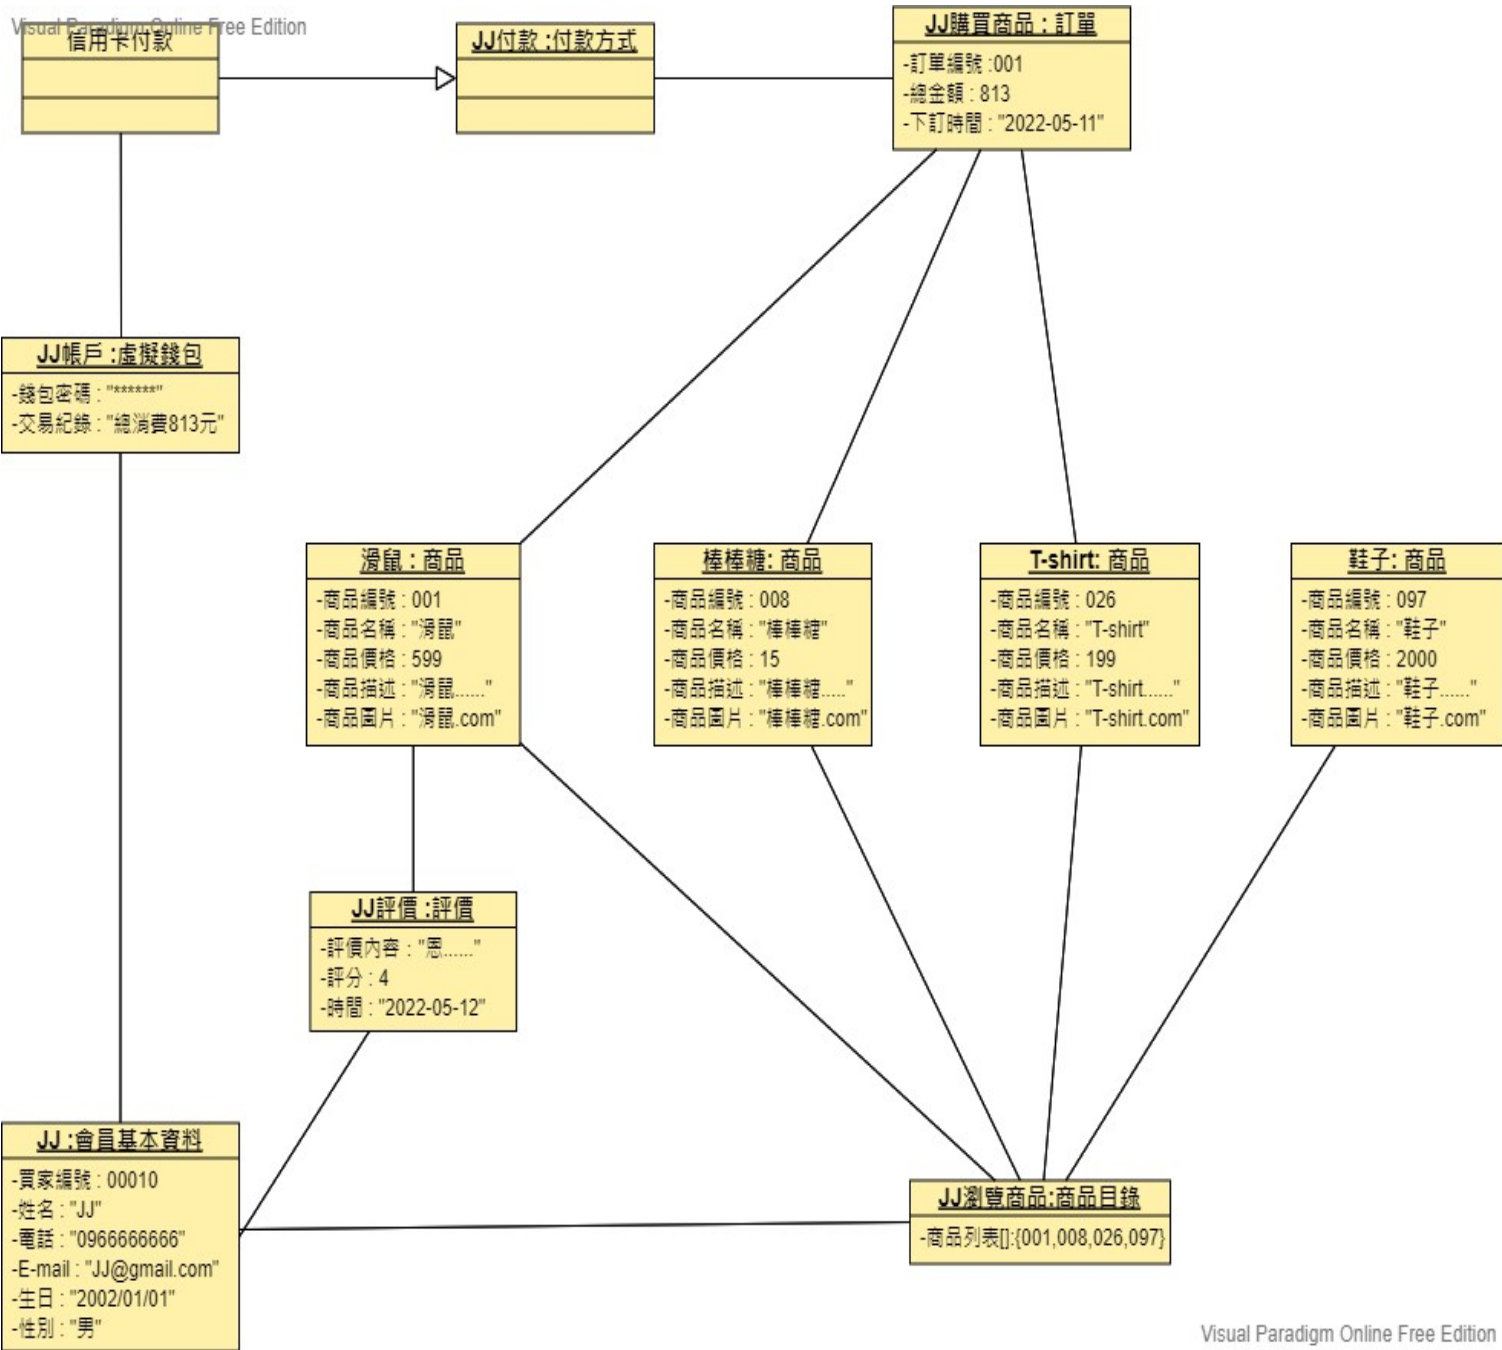 Visual Paradigm Online Free Edition
信用卡付款
JJ付款 :付款方式
JJ購買商品 : 訂單
-訂單編號 :001
-總金額 : 813
-下訂時間 : "2022-05-11"
JJ帳戶 :虛擬錢包
-錢包密碼 : "******"
-交易紀錄 : "總消費813元"
滑鼠 : 商品
-商品編號 : 001
-商品名稱 : "滑鼠"
-商品價格 : 599
-商品描述 : "滑鼠......"
-商品圖片 : "滑鼠.com"
棒棒糖: 商品
-商品編號 : 008
-商品名稱 : "棒棒糖"
-商品價格 : 15
-商品描述 : "棒棒糖....."
-商品圖片 : "棒棒糖.com"
T-shirt: 商品
-商品編號 : 026
-商品名稱 : "T-shirt"
-商品價格 : 199
-商品描述 : "T-shirt......"
-商品圖片 : "T-shirt.com"
鞋子: 商品
-商品編號 : 097
-商品名稱 : "鞋子"
-商品價格 : 2000
-商品描述 : "鞋子......"
-商品圖片 : "鞋子.com"
JJ評價 :評價
-評價內容 : "恩......"
-評分 : 4
-時間 : "2022-05-12"
JJ :會員基本資料
-買家編號 : 00010
-姓名 : "JJ"
-電話 : "0966666666"
-E-mail : "JJ@gmail.com"
-生日 : "2002/01/01"
-性別 : "男"
JJ瀏覽商品:商品目錄
-商品列表[]:{001,008,026,097}
Visual Paradigm Online Free Edition